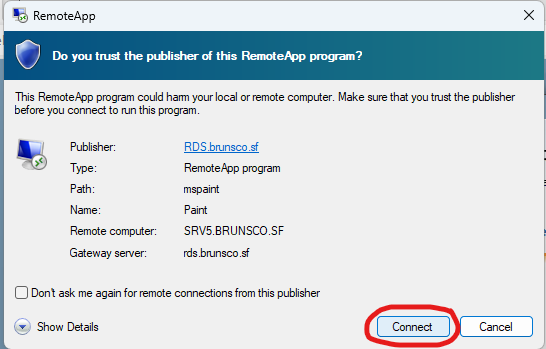 RemoteApp
Do you trust the publisher of this RemoteApp program?
This RemoteApp program could harm your local or remote computer. Make sure that you trust the publisher
before you connect to run this program.
Publisher: RDS.brunsco.sf
Type: RemoteApp program
Path: mspaint
Name: Paint
Remote computer: SRV5.BRUNSCO.SF
Gateway server: rds.brunsco.sf
Don't ask me again for remote connections from this publisher
Show Details Connect Cancel